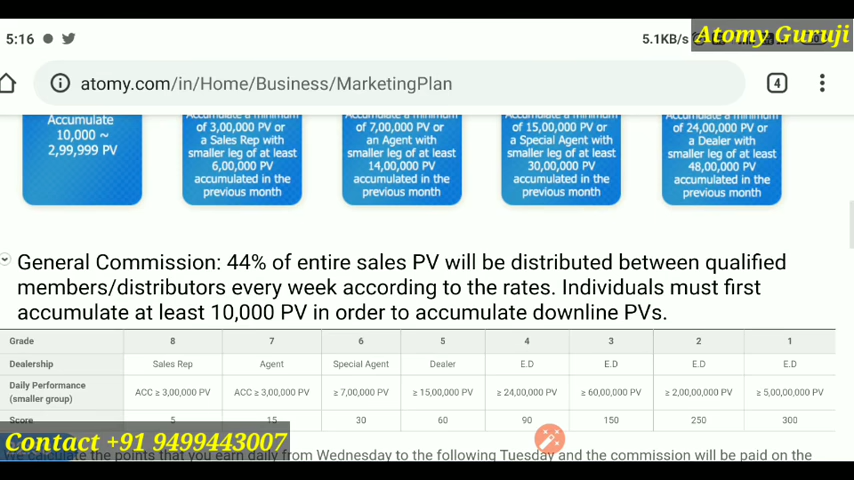 5:16
5.1KB/s
Atomy Guruji
atomy.com/in/Home/Business/MarketingPlan
4
Accumulate
10,000 ~
2,99,999 PV
Accumulate a minimum
of 3,00,000 PV or
a Sales Rep with
smaller leg of at least
6,00,000 PV
accumulated in the
previous month
Accumulate a minimum
of 7,00,000 PV or
an Agent with
smaller leg of at least
14,00,000 PV
accumulated in the
previous month
Accumulate a minimum
of 15,00,000 PV or
a Special Agent with
smaller leg of at least
30,00,000 PV
accumulated in the
previous month
Accumulate a minimum
of 24,00,000 PV or
a Dealer with
smaller leg of at least
48,00,000 PV
accumulated in the
previous month
General Commission: 44% of entire sales PV will be distributed between qualified
members/distributors every week according to the rates. Individuals must first
accumulate at least 10,000 PV in order to accumulate downline PVs.
Grade 8 7 6 5 4 3 2 1
Dealership Sales Rep Agent Special Agent Dealer E.D E.D E.D E.D
Daily Performance
(smaller group) ACC ≥ 3,00,000 PV ACC ≥ 3,00,000 PV ≥ 7,00,000 PV ≥ 15,00,000 PV ≥ 24,00,000 PV ≥ 60,00,000 PV ≥ 2,00,00,000 PV ≥ 5,00,00,000 PV
Score 5 15 30 60 90 150 250 300
Contact +91 9499443007
We calculate the points that you earn daily from Wednesday to the following Tuesday and the commission will be paid on the